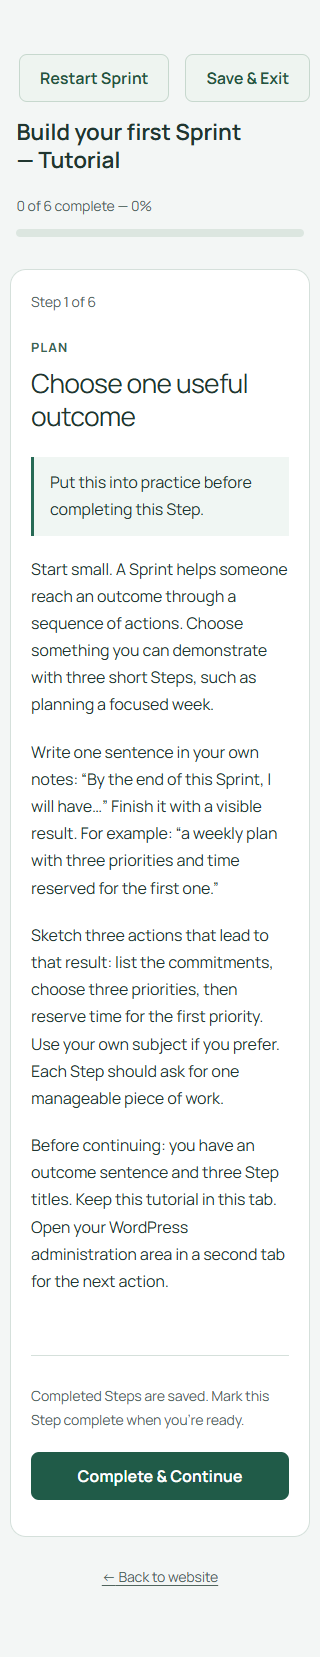 Restart Sprint
Save & Exit
Build your first Sprint
— Tutorial
0 of 6 complete — 0%
Step 1 of 6
PLAN
Choose one useful
outcome
Put this into practice before
completing this Step.
Start small. A Sprint helps someone
reach an outcome through a
sequence of actions. Choose
something you can demonstrate
with three short Steps, such as
planning a focused week.
Write one sentence in your own
notes: “By the end of this Sprint, I
will have…” Finish it with a visible
result. For example: “a weekly plan
with three priorities and time
reserved for the first one.”
Sketch three actions that lead to
that result: list the commitments,
choose three priorities, then
reserve time for the first priority.
Use your own subject if you prefer.
Each Step should ask for one
manageable piece of work.
Before continuing: you have an
outcome sentence and three Step
titles. Keep this tutorial in this tab.
Open your WordPress
administration area in a second tab
for the next action.
Completed Steps are saved. Mark this
Step complete when you’re ready.
Complete & Continue
← Back to website